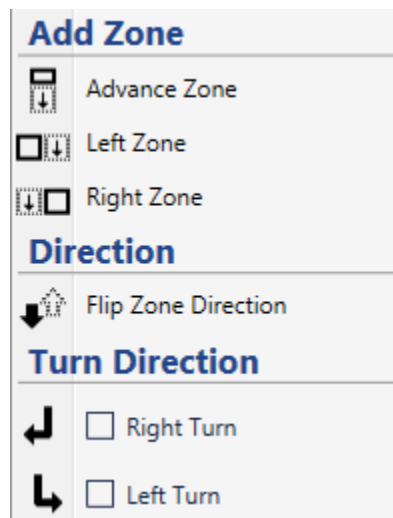 Add Zone
Advance Zone
Left Zone
Right Zone
Direction
Flip Zone Direction
Turn Direction
Right Turn
Left Turn